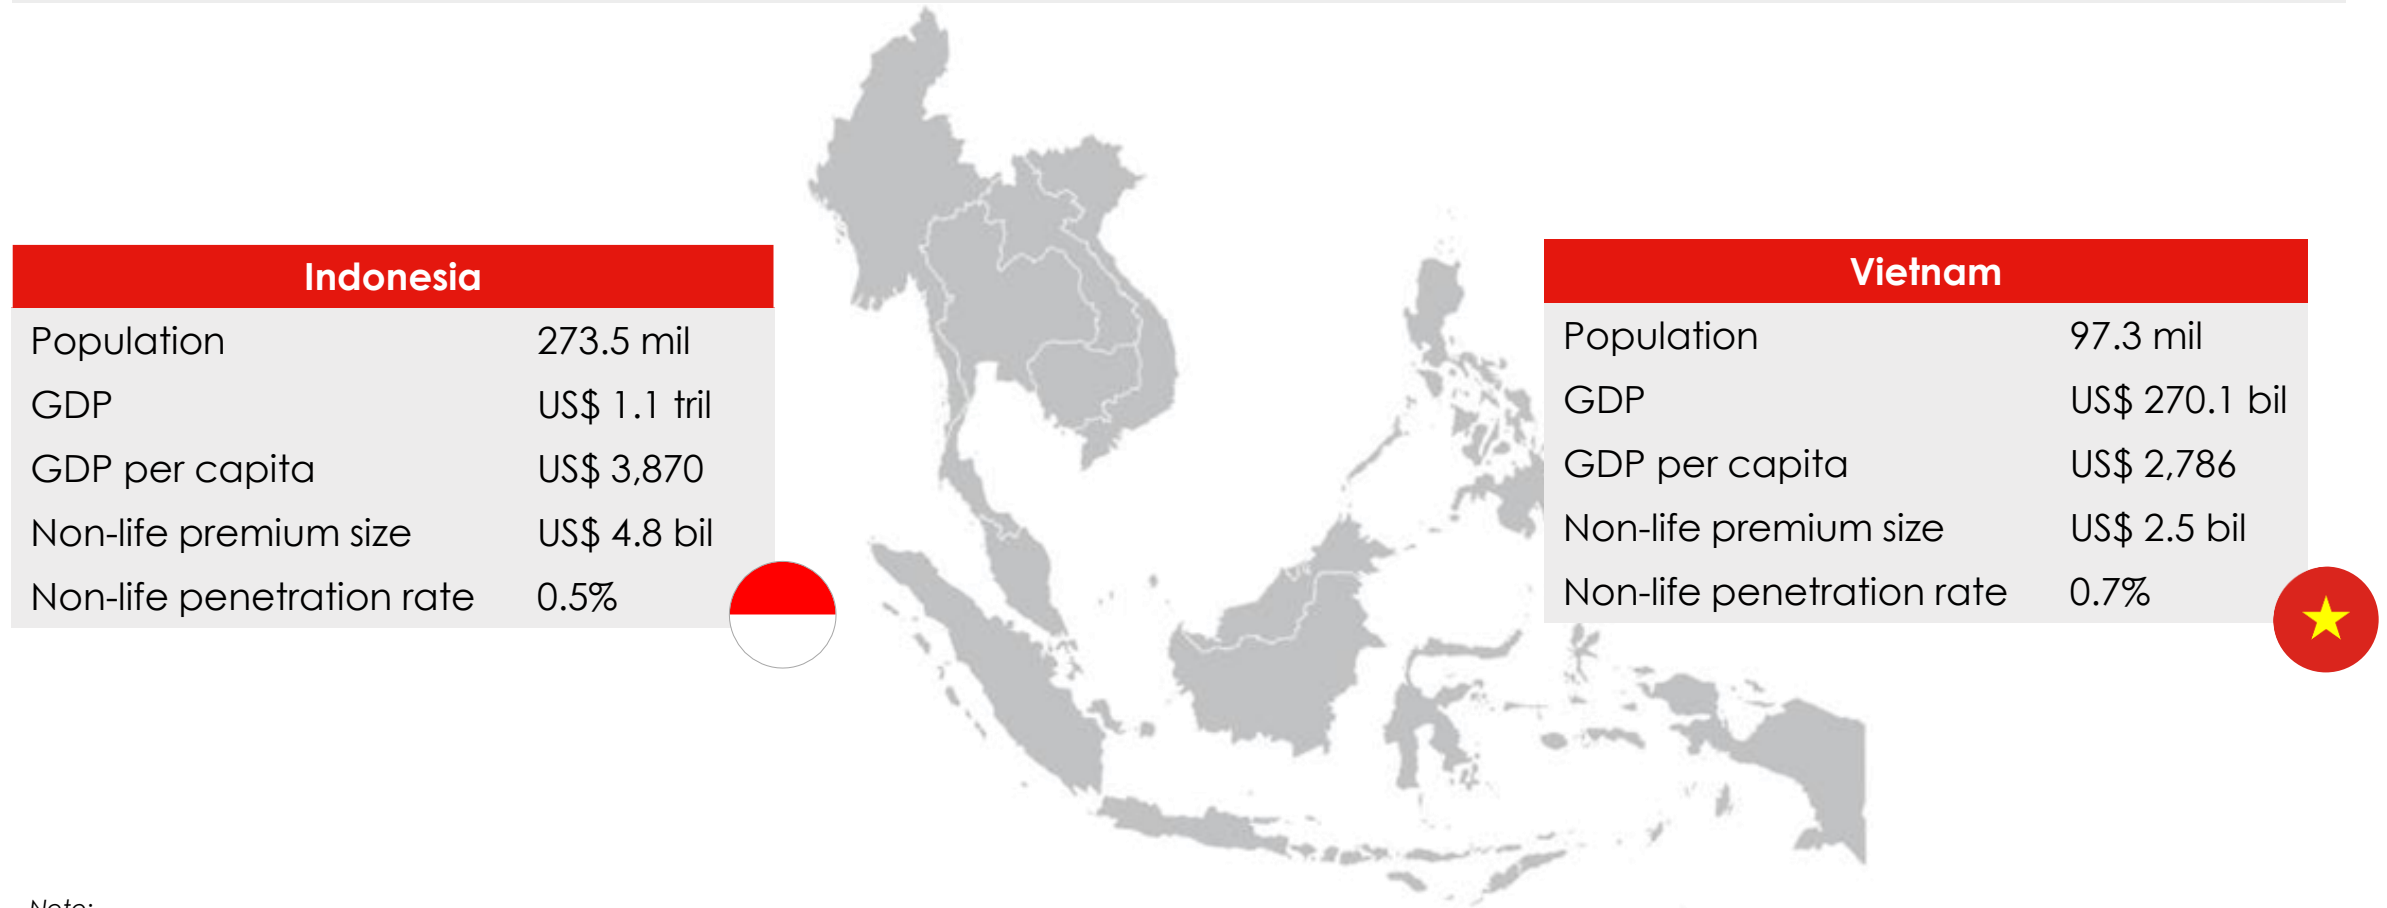 Indonesia
Population 273.5 mil
GDP US$ 1.1 tril
GDP per capita US$ 3,870
Non-life premium size US$ 4.8 bil
Non-life penetration rate 0.5%
Vietnam
Population 97.3 mil
GDP US$ 270.1 bil
GDP per capita US$ 2,786
Non-life premium size US$ 2.5 bil
Non-life penetration rate 0.7%
Note: